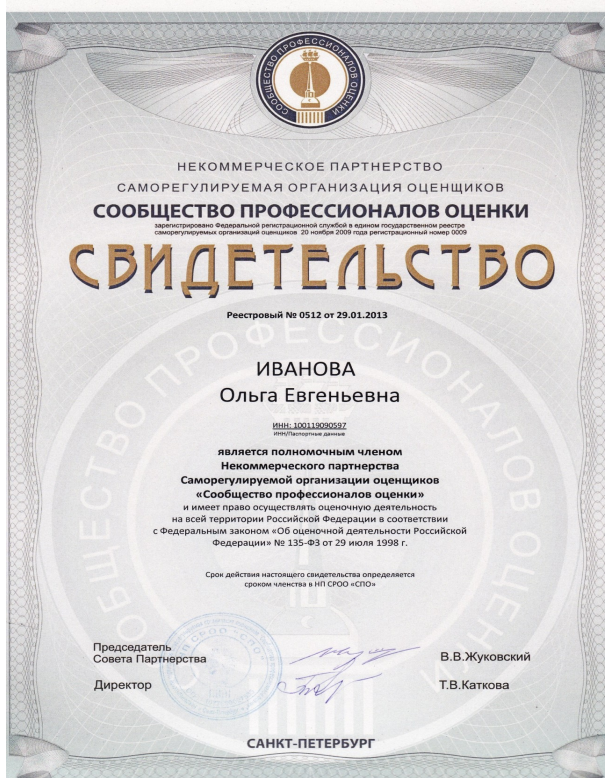 СООБЩЕСТВО ПРОФЕССИОНАЛОВ ОЦЕНКИ
НЕКОММЕРЧЕСКОЕ ПАРТНЕРСТВО
САМОРЕГУЛИРУЕМАЯ ОРГАНИЗАЦИЯ ОЦЕНЩИКОВ
СООБЩЕСТВО ПРОФЕССИОНАЛОВ ОЦЕНКИ
зарегистрировано Федеральной регистрационной службой в едином государственном реестре
саморегулируемых организаций оценщиков 20 ноября 2009 года регистрационный номер 0009
СВИДЕТЕЛЬСТВО
Реестровый № 0512 от 29.01.2013
ИВАНОВА
Ольга Евгеньевна
ИНН: 100119090597
ИНН/Паспортные данные
является полномочным членом
Некоммерческого партнерства
Саморегулируемой организации оценщиков
«Сообщество профессионалов оценки»
и имеет право осуществлять оценочную деятельность
на всей территории Российской Федерации в соответствии
с Федеральным законом «Об оценочной деятельности Российской
Федерации» № 135-ФЗ от 29 июля 1998 г.
Срок действия настоящего свидетельства определяется
сроком членства в НП СРОО «СПО»
Председатель
Совета Партнерства
В.В.Жуковский
Директор
Т.В.Каткова
САНКТ-ПЕТЕРБУРГ